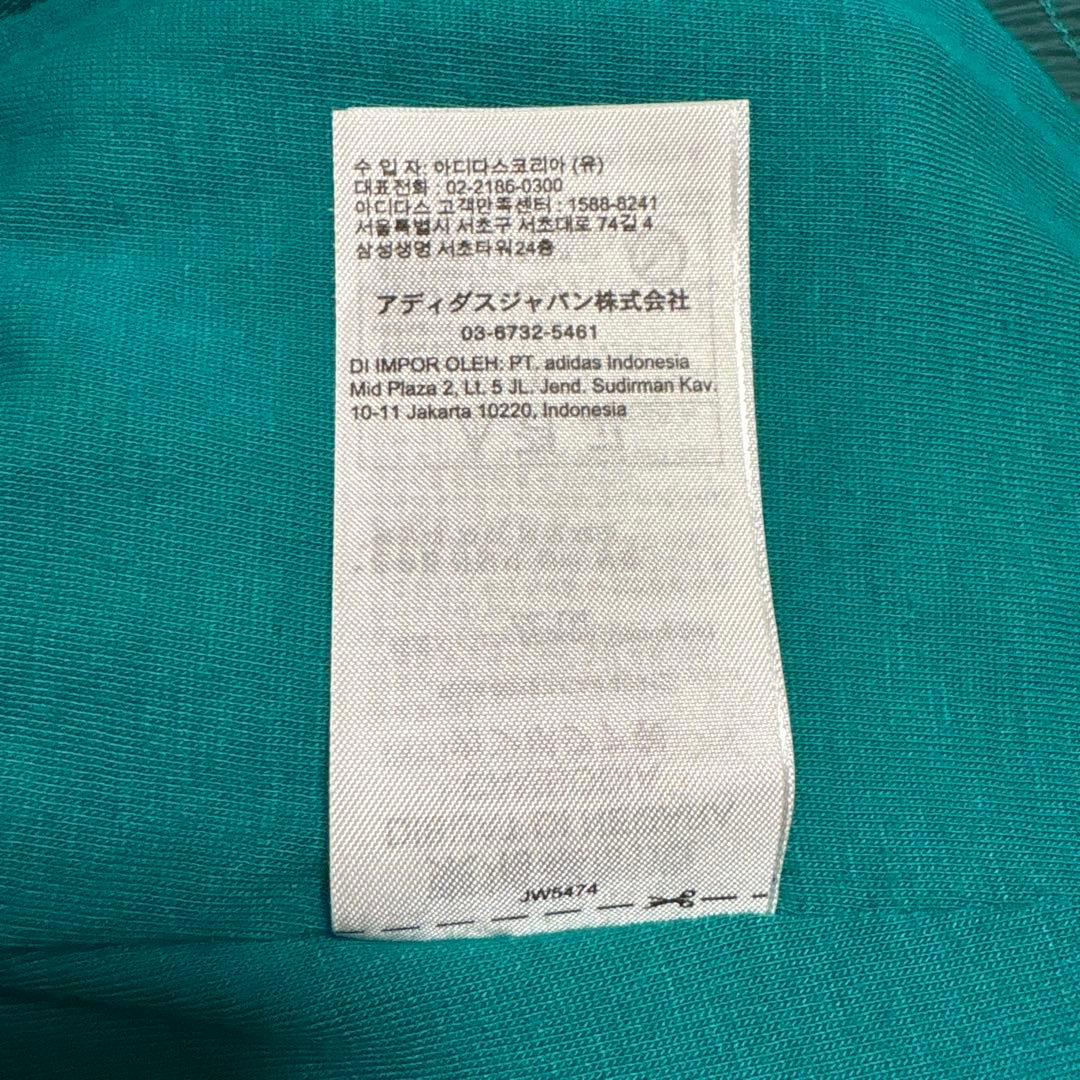 수 입 자: 아디다스코리아 (유)
대표전화 : 02-2186-0300
아디다스 고객만족센터 : 1588-8241
서울특별시 서초구 서초대로 74길 4
삼성생명 서초타워24층
アディダスジャパン株式会社
03-6732-5461
DI IMPOR OLEH: PT. adidas Indonesia
Mid Plaza 2, Lt. 5 JL. Jend. Sudirman Kav.
10-11 Jakarta 10220, Indonesia
JW5474